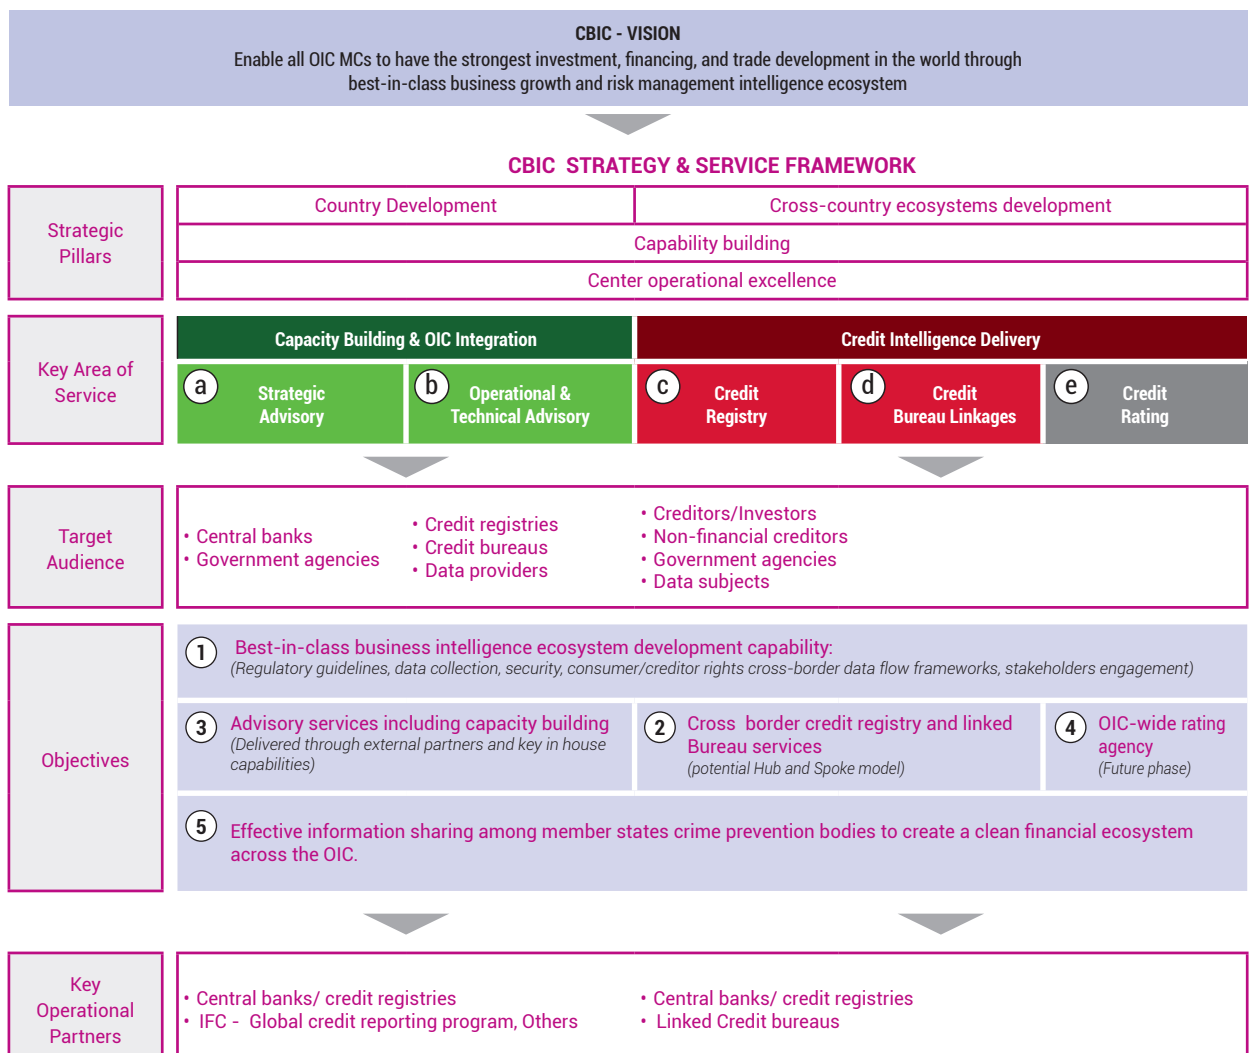 CBIC - VISION
Enable all OIC MCs to have the strongest investment, financing, and trade development in the world through
best-in-class business growth and risk management intelligence ecosystem
CBIC STRATEGY & SERVICE FRAMEWORK
Strategic
Pillars
Country Development
Cross-country ecosystems development
Capability building
Center operational excellence
Key Area of
Service
Capacity Building & OIC Integration
Credit Intelligence Delivery
a
Strategic
Advisory
b
Operational &
Technical Advisory
c
Credit
Registry
d
Credit
Bureau Linkages
e
Credit
Rating
Target
Audience
• Central banks
• Government agencies
• Credit registries
• Credit bureaus
• Data providers
• Creditors/Investors
• Non-financial creditors
• Government agencies
• Data subjects
Objectives
1
Best-in-class business intelligence ecosystem development capability:
(Regulatory guidelines, data collection, security, consumer/creditor rights cross-border data flow frameworks, stakeholders engagement)
3
Advisory services including capacity building
(Delivered through external partners and key in house
capabilities)
2
Cross border credit registry and linked
Bureau services
(potential Hub and Spoke model)
4
OIC-wide rating
agency
(Future phase)
5
Effective information sharing among member states crime prevention bodies to create a clean financial ecosystem
across the OIC.
Key
Operational
Partners
• Central banks/ credit registries
• IFC - Global credit reporting program, Others
• Central banks/ credit registries
• Linked Credit bureaus